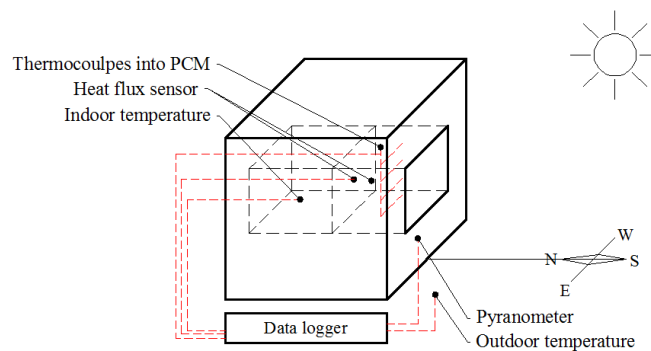 Thermocoulpes into PCM
Heat flux sensor
Indoor temperature
W
N
S
E
Data logger
Pyranometer
Outdoor temperature